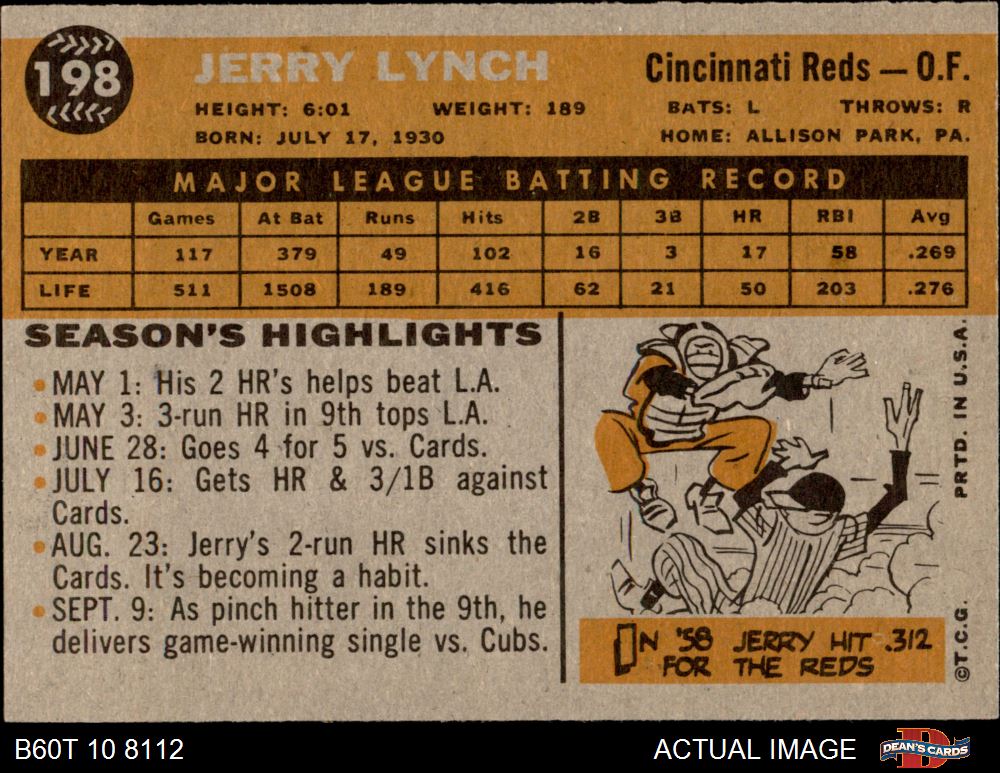 198
JERRY LYNCH
Cincinnati Reds — O.F.
HEIGHT: 6:01 WEIGHT: 189 BATS: L THROWS: R
BORN: JULY 17, 1930 HOME: ALLISON PARK, PA.
MAJOR LEAGUE BATTING RECORD
Games At Bat Runs Hits 2B 3B HR RBI Avg
YEAR 117 379 49 102 16 3 17 58 .269
LIFE 511 1508 189 416 62 21 50 203 .276
SEASON'S HIGHLIGHTS
• MAY 1: His 2 HR's helps beat L.A.
• MAY 3: 3-run HR in 9th tops L.A.
• JUNE 28: Goes 4 for 5 vs. Cards.
• JULY 16: Gets HR & 3/1B against
Cards.
• AUG. 23: Jerry's 2-run HR sinks the
Cards. It's becoming a habit.
• SEPT. 9: As pinch hitter in the 9th, he
delivers game-winning single vs. Cubs.
IN '58 JERRY HIT .312
FOR THE REDS
©T.C.G. PRTD. IN U.S.A.
B60T 10 8112
ACTUAL IMAGE
DEAN'S CARDS